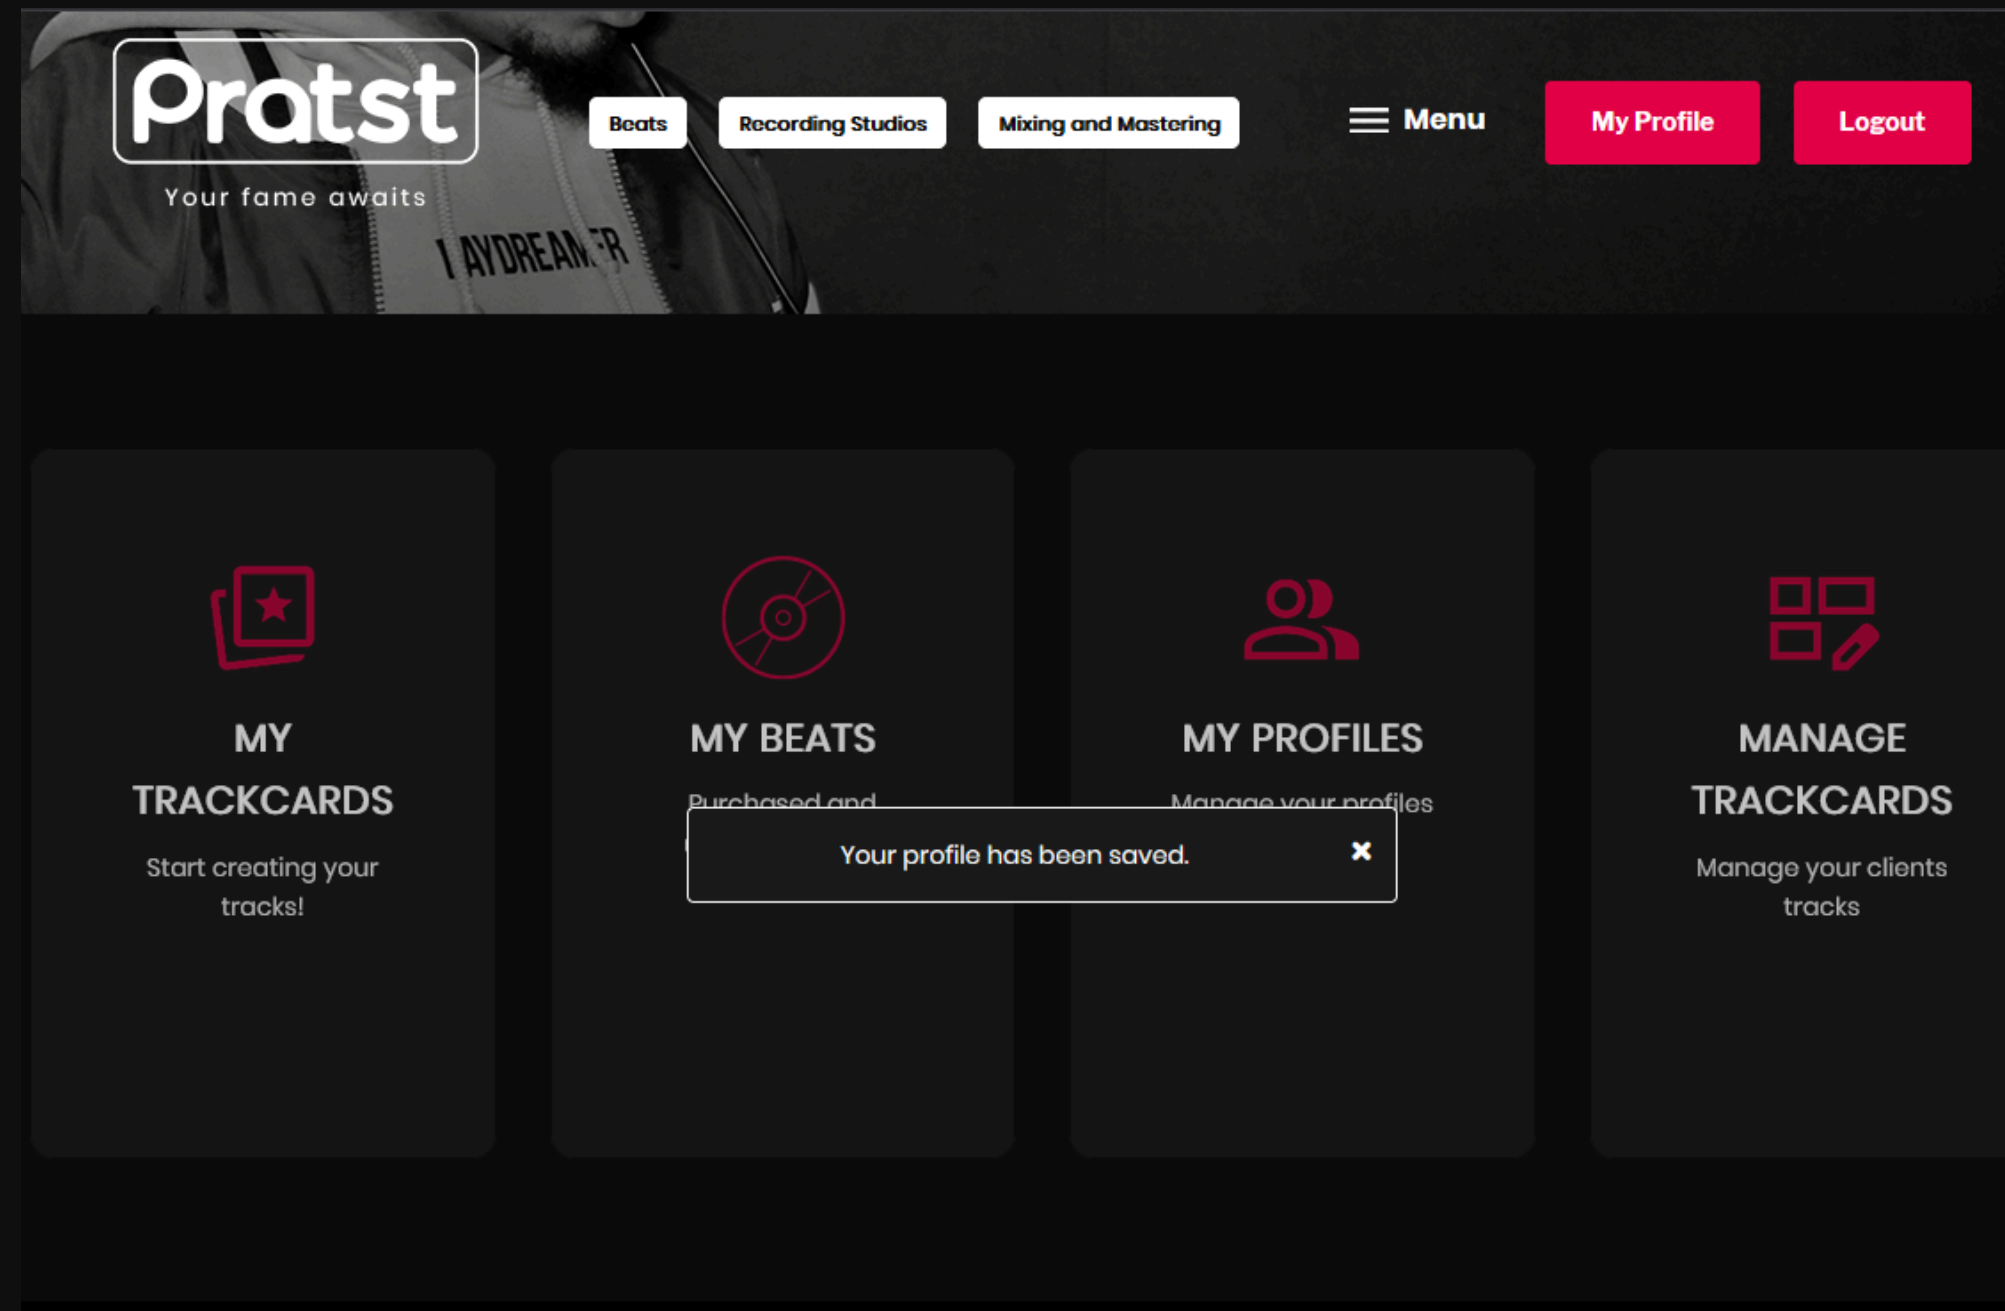 Pratst
Your fame awaits
Beats
Recording Studios
Mixing and Mastering
Menu
My Profile
Logout
DAYDREAMER
MY
TRACKCARDS
Start creating your
tracks!
MY BEATS
Purchased and
MY PROFILES
Manage your profiles
MANAGE
TRACKCARDS
Manage your clients
tracks
Your profile has been saved.